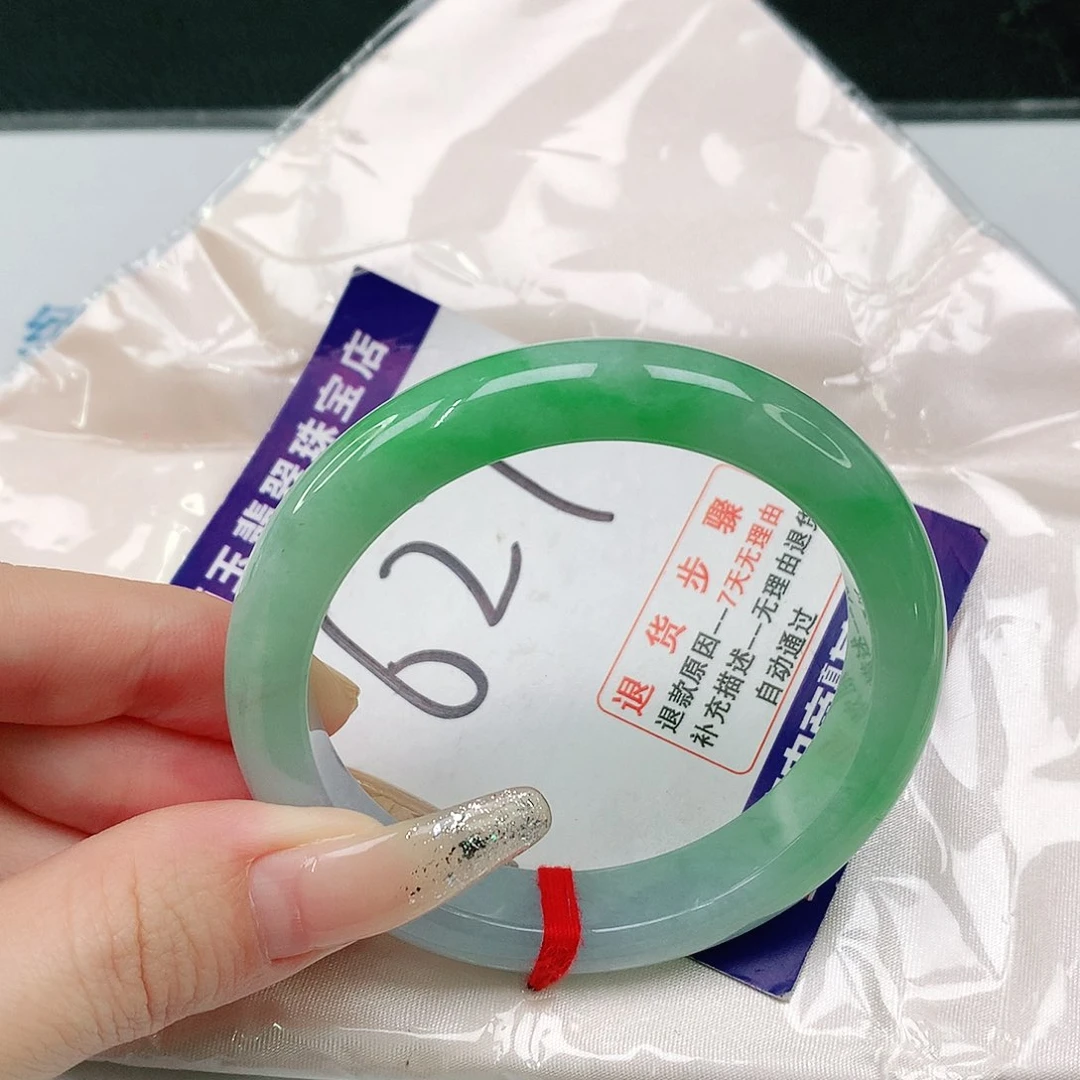 玉翡翠珠宝店
621
退货步骤
退款原因---7天无理由
补充描述---无理由退货
自动通过